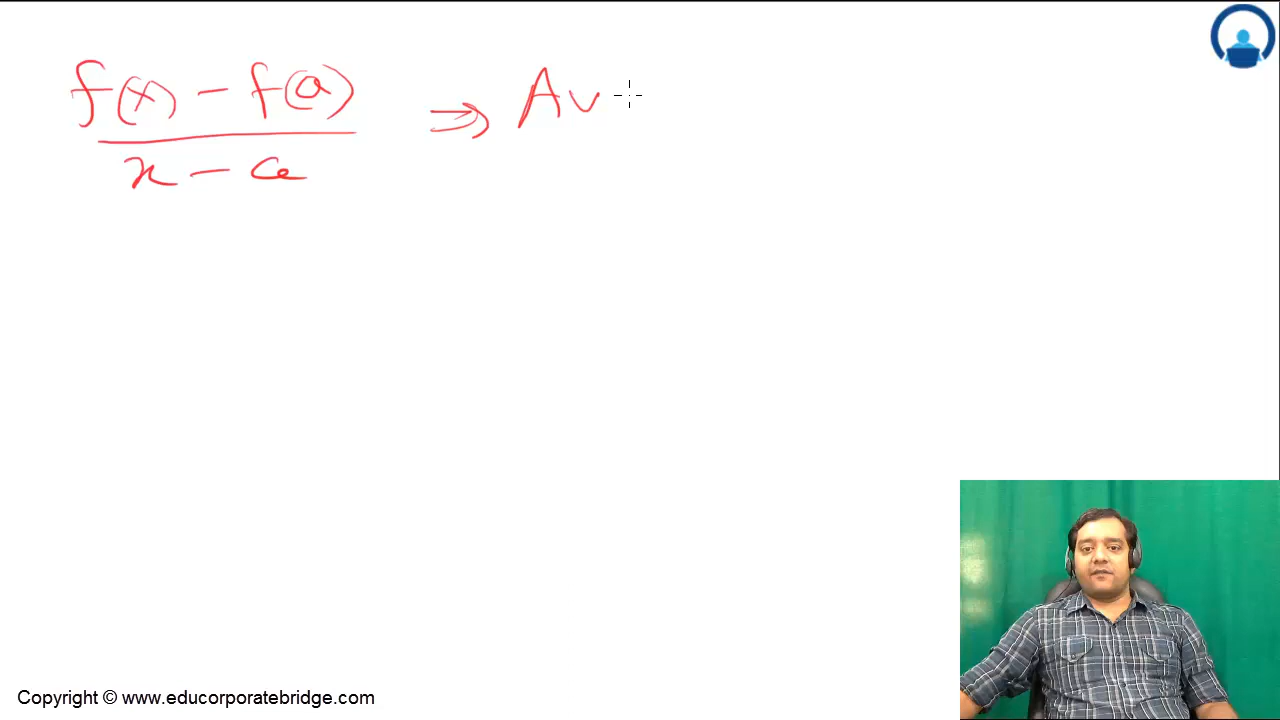 f(x) - f(a) ⇒ Av
x - a
Copyright © www.educorporatebridge.com